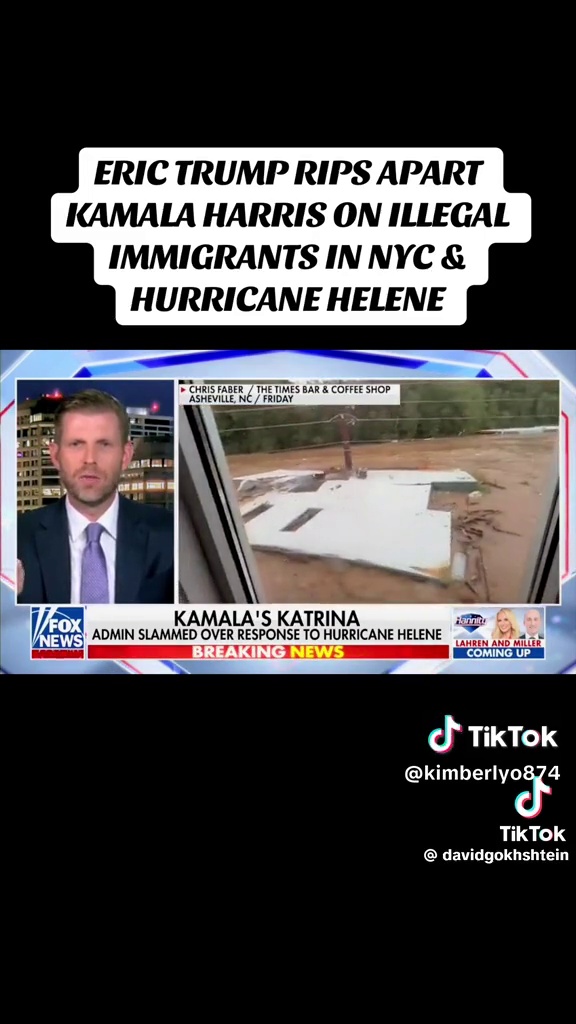 ERIC TRUMP RIPS APART
KAMALA HARRIS ON ILLEGAL
IMMIGRANTS IN NYC &
HURRICANE HELENE
CHRIS FABER / THE TIMES BAR & COFFEE SHOP
ASHEVILLE, NC / FRIDAY
FOX
NEWS
KAMALA'S KATRINA
ADMIN SLAMMED OVER RESPONSE TO HURRICANE HELENE
BREAKING NEWS
Hannity
LAHREN AND MILLER
COMING UP
TikTok
@kimberlyo874
TikTok
@ davidgokhshtein